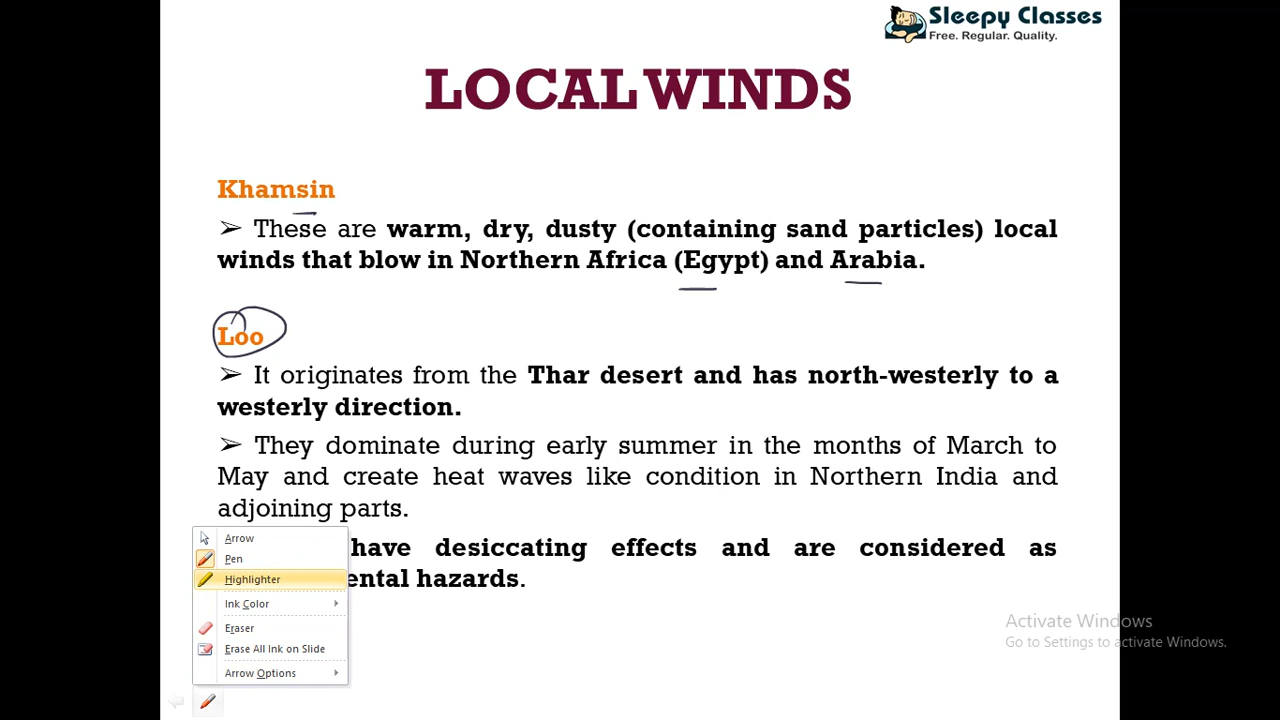 Sleepy Classes
Free. Regular. Quality.
LOCAL WINDS
Khamsin
➢ These are warm, dry, dusty (containing sand particles) local
winds that blow in Northern Africa (Egypt) and Arabia.
Loo
➢ It originates from the Thar desert and has north-westerly to a
westerly direction.
➢ They dominate during early summer in the months of March to
May and create heat waves like condition in Northern India and
adjoining parts.
have desiccating effects and are considered as
ental hazards.
Arrow
Pen
Highlighter
Ink Color
Eraser
Erase All Ink on Slide
Arrow Options
Activate Windows
Go to Settings to activate Windows.